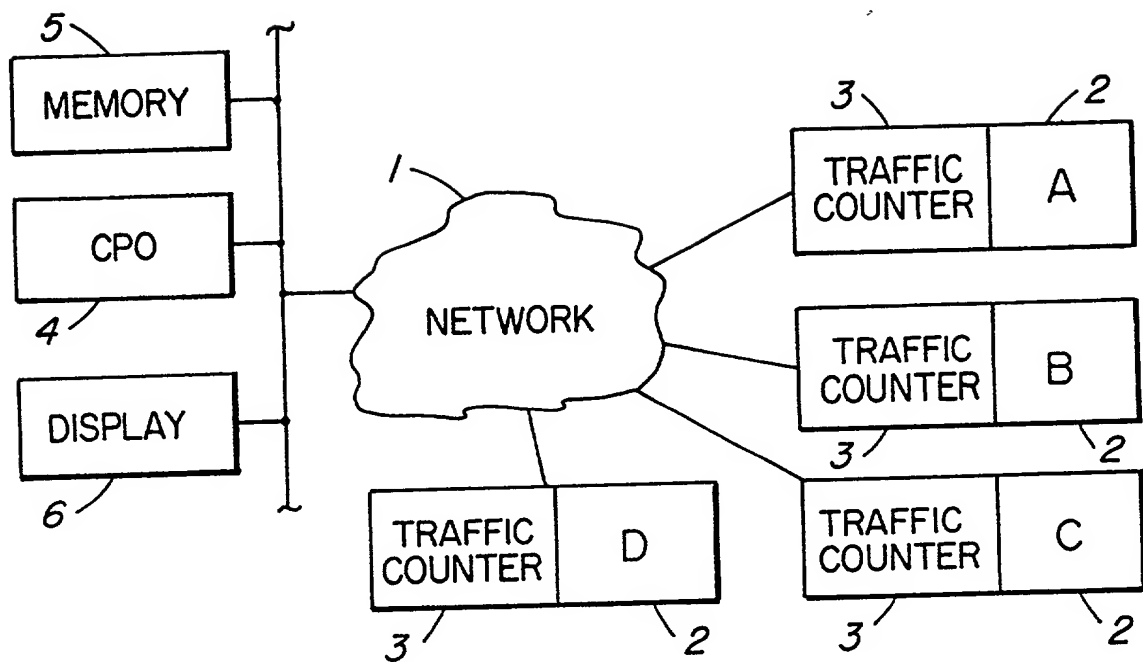 5
MEMORY
CPO
4
DISPLAY
6
1
NETWORK
3 2
TRAFFIC
COUNTER
A
TRAFFIC
COUNTER
B
3 2
TRAFFIC
COUNTER
C
3 2
TRAFFIC
COUNTER
D
3 2